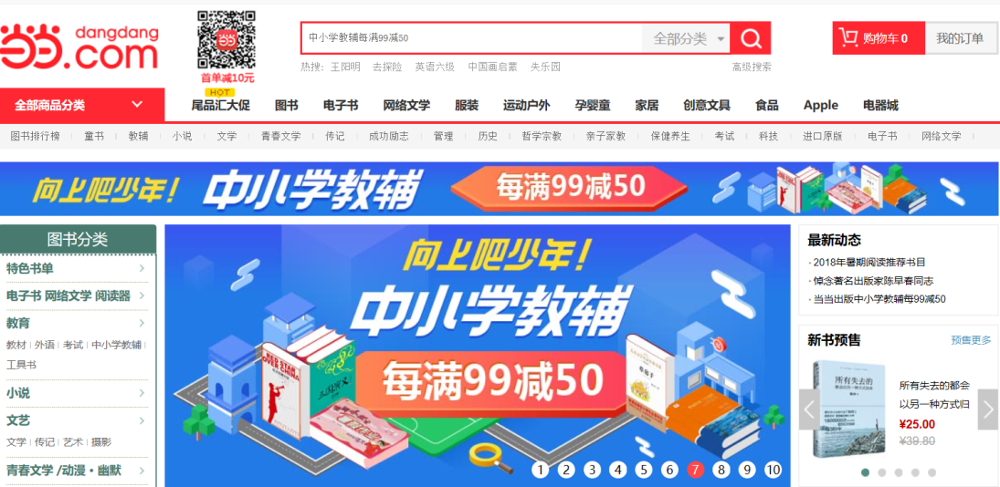 dangdang
.com
首单减10元
中小学教辅每满99减50
全部分类
购物车 0
我的订单
热搜: 王阳明 去探险 英语六级 中国画启蒙 失乐园
高级搜索
全部商品分类
HOT
尾品汇大促 图书 电子书 网络文学 服装 运动户外 孕婴童 家居 创意文具 食品 Apple 电器城
图书排行榜 童书 教辅 小说 文学 青春文学 传记 成功励志 管理 历史 哲学宗教 亲子家教 保健养生 考试 科技 进口原版 电子书 网络文学
向上吧少年! 中小学教辅 每满99减50
图书分类
特色书单
电子书 网络文学 阅读器
教育
教材 | 外语 | 考试 | 中小学教辅 |
工具书
小说
文艺
文学 | 传记 | 艺术 | 摄影
青春文学 /动漫·幽默
向上吧少年!
中小学教辅
每满99减50
RED STAR
OVER CHINA
1 2 3 4 5 6 7 8 9 10
最新动态
· 2018年暑期阅读推荐书目
· 悼念著名出版家陈早春同志
· 当当出版中小学教辅每99减50
新书预售
预售更多
所有失去的
所有失去的都会
以另一种方式归
¥25.00
¥39.80